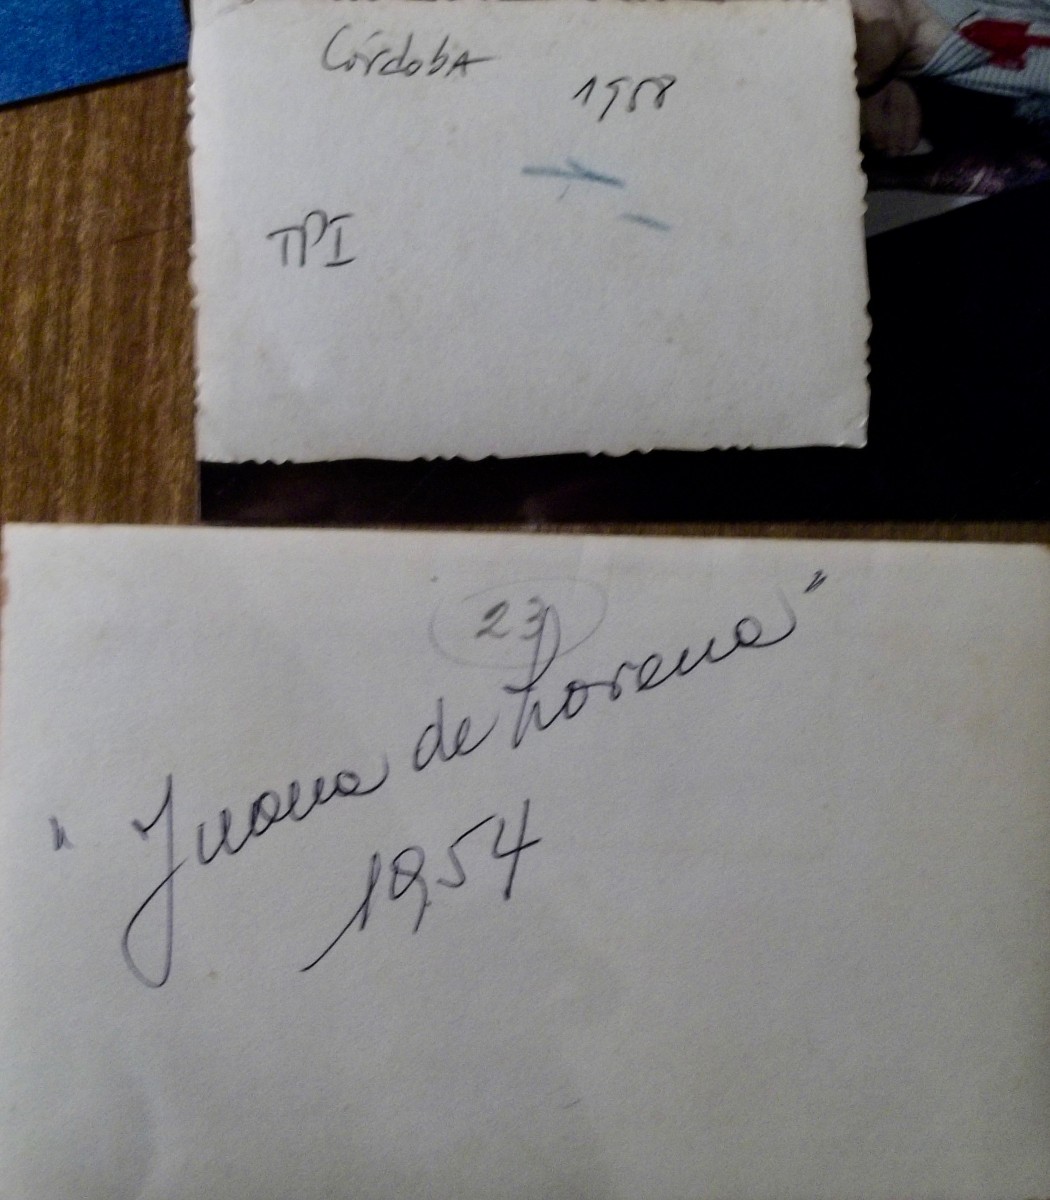 Córdoba
1958
TPI
23
"Juana de Lorena"
1954